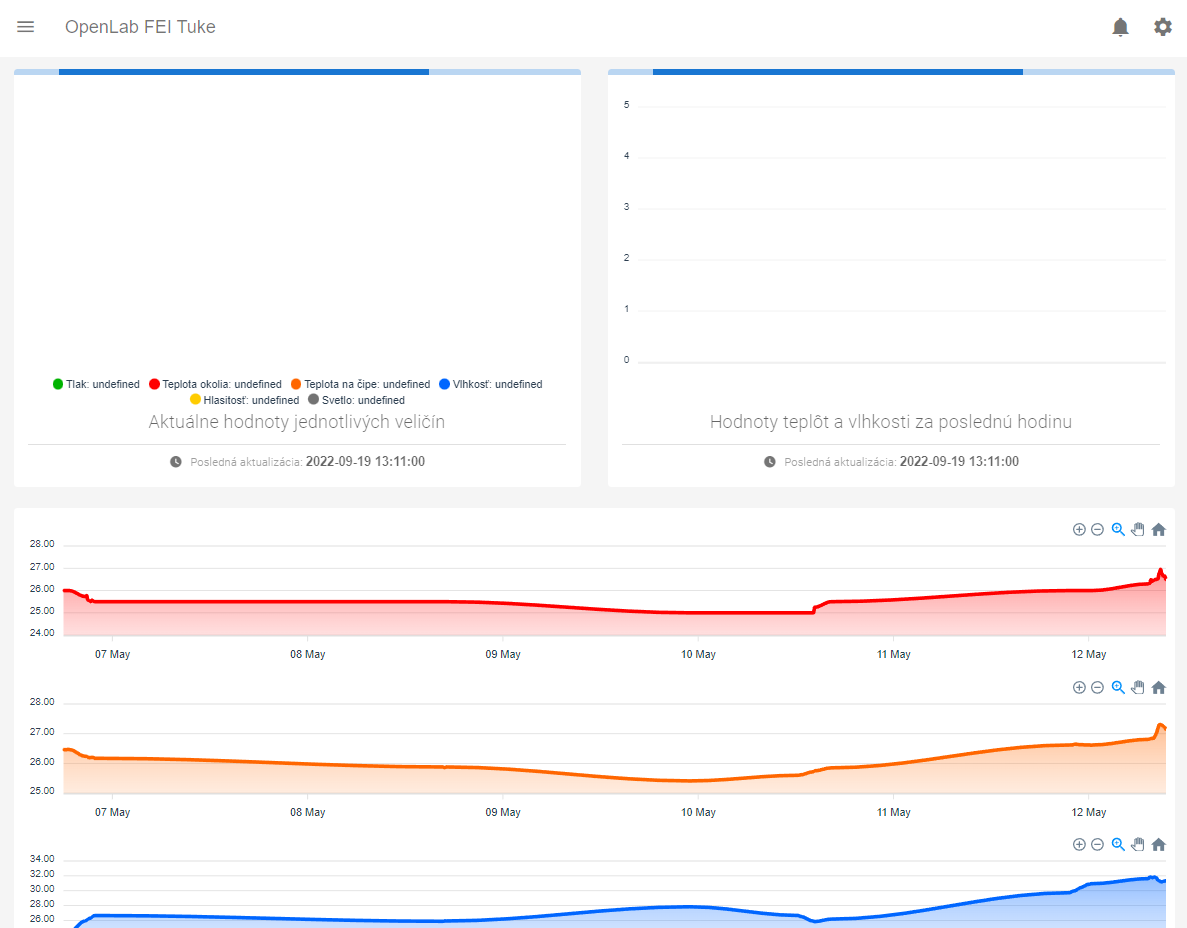 OpenLab FEI Tuke
Tlak: undefined Teplota okolia: undefined Teplota na čipe: undefined Vlhkosť: undefined
Hlasitosť: undefined Svetlo: undefined
Aktuálne hodnoty jednotlivých veličín
Posledná aktualizácia: 2022-09-19 13:11:00
5
4
3
2
1
0
Hodnoty teplôt a vlhkosti za poslednú hodinu
Posledná aktualizácia: 2022-09-19 13:11:00
28.00
27.00
26.00
25.00
24.00
07 May 08 May 09 May 10 May 11 May 12 May
28.00
27.00
26.00
25.00
07 May 08 May 09 May 10 May 11 May 12 May
34.00
32.00
30.00
28.00
26.00